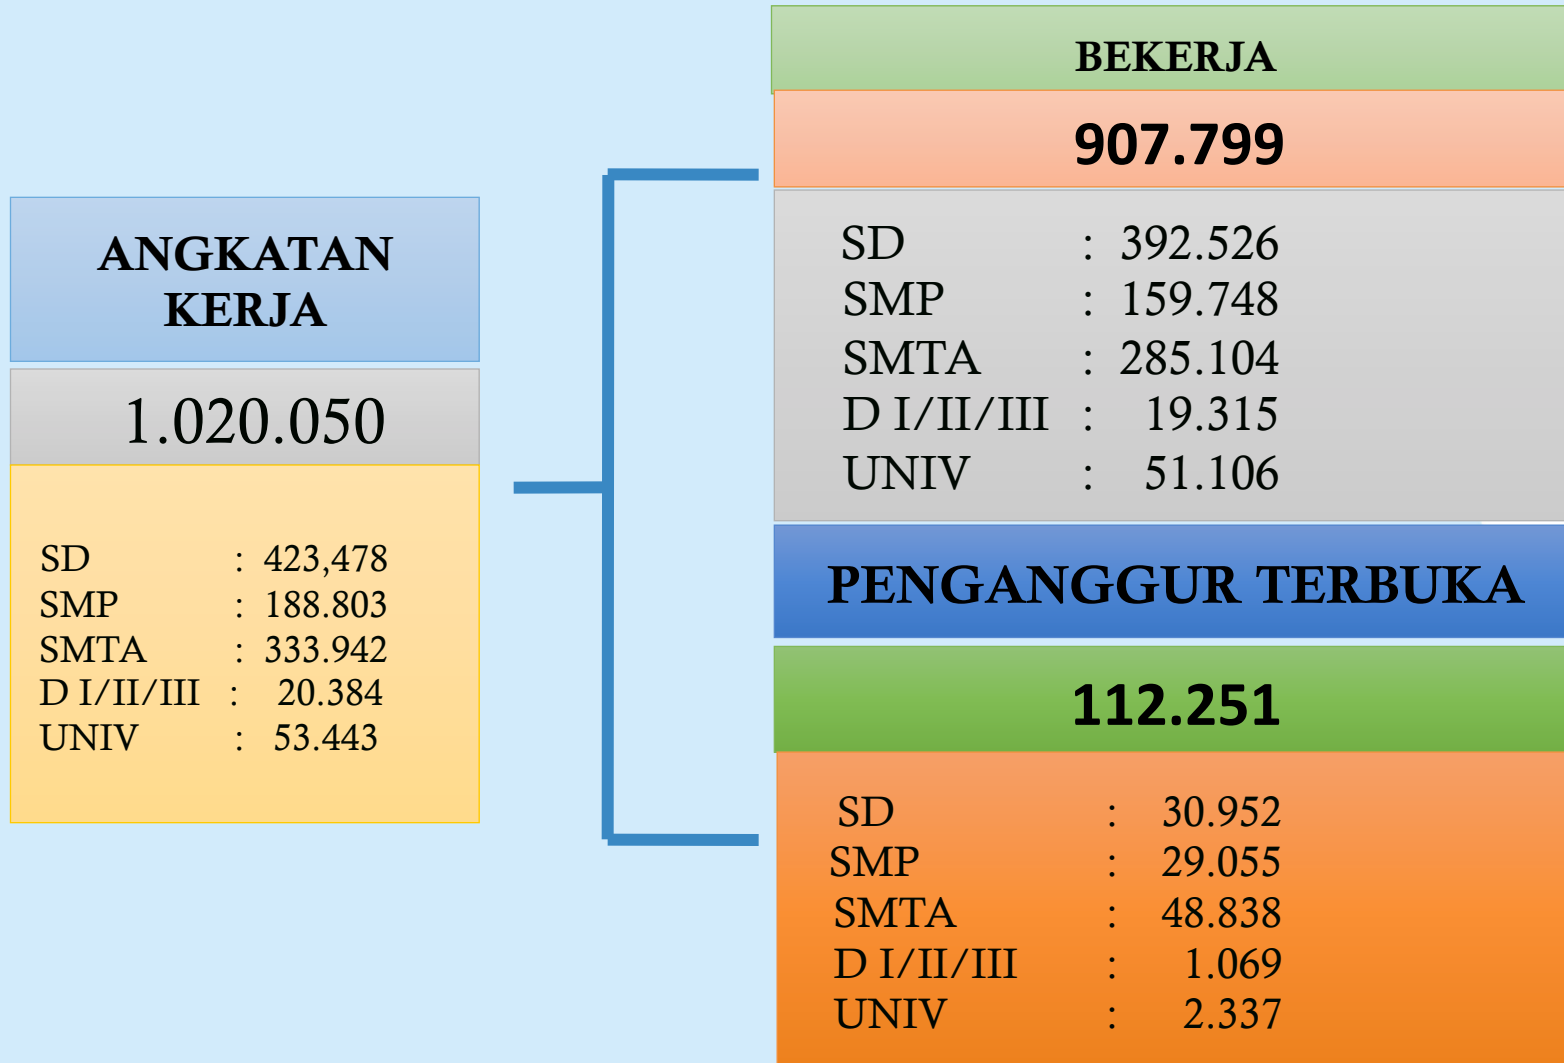 ANGKATAN
KERJA
1.020.050
SD : 423,478
SMP : 188.803
SMTA : 333.942
D I/II/III : 20.384
UNIV : 53.443
BEKERJA
907.799
SD : 392.526
SMP : 159.748
SMTA : 285.104
D I/II/III : 19.315
UNIV : 51.106
PENGANGGUR TERBUKA
112.251
SD : 30.952
SMP : 29.055
SMTA : 48.838
D I/II/III : 1.069
UNIV : 2.337